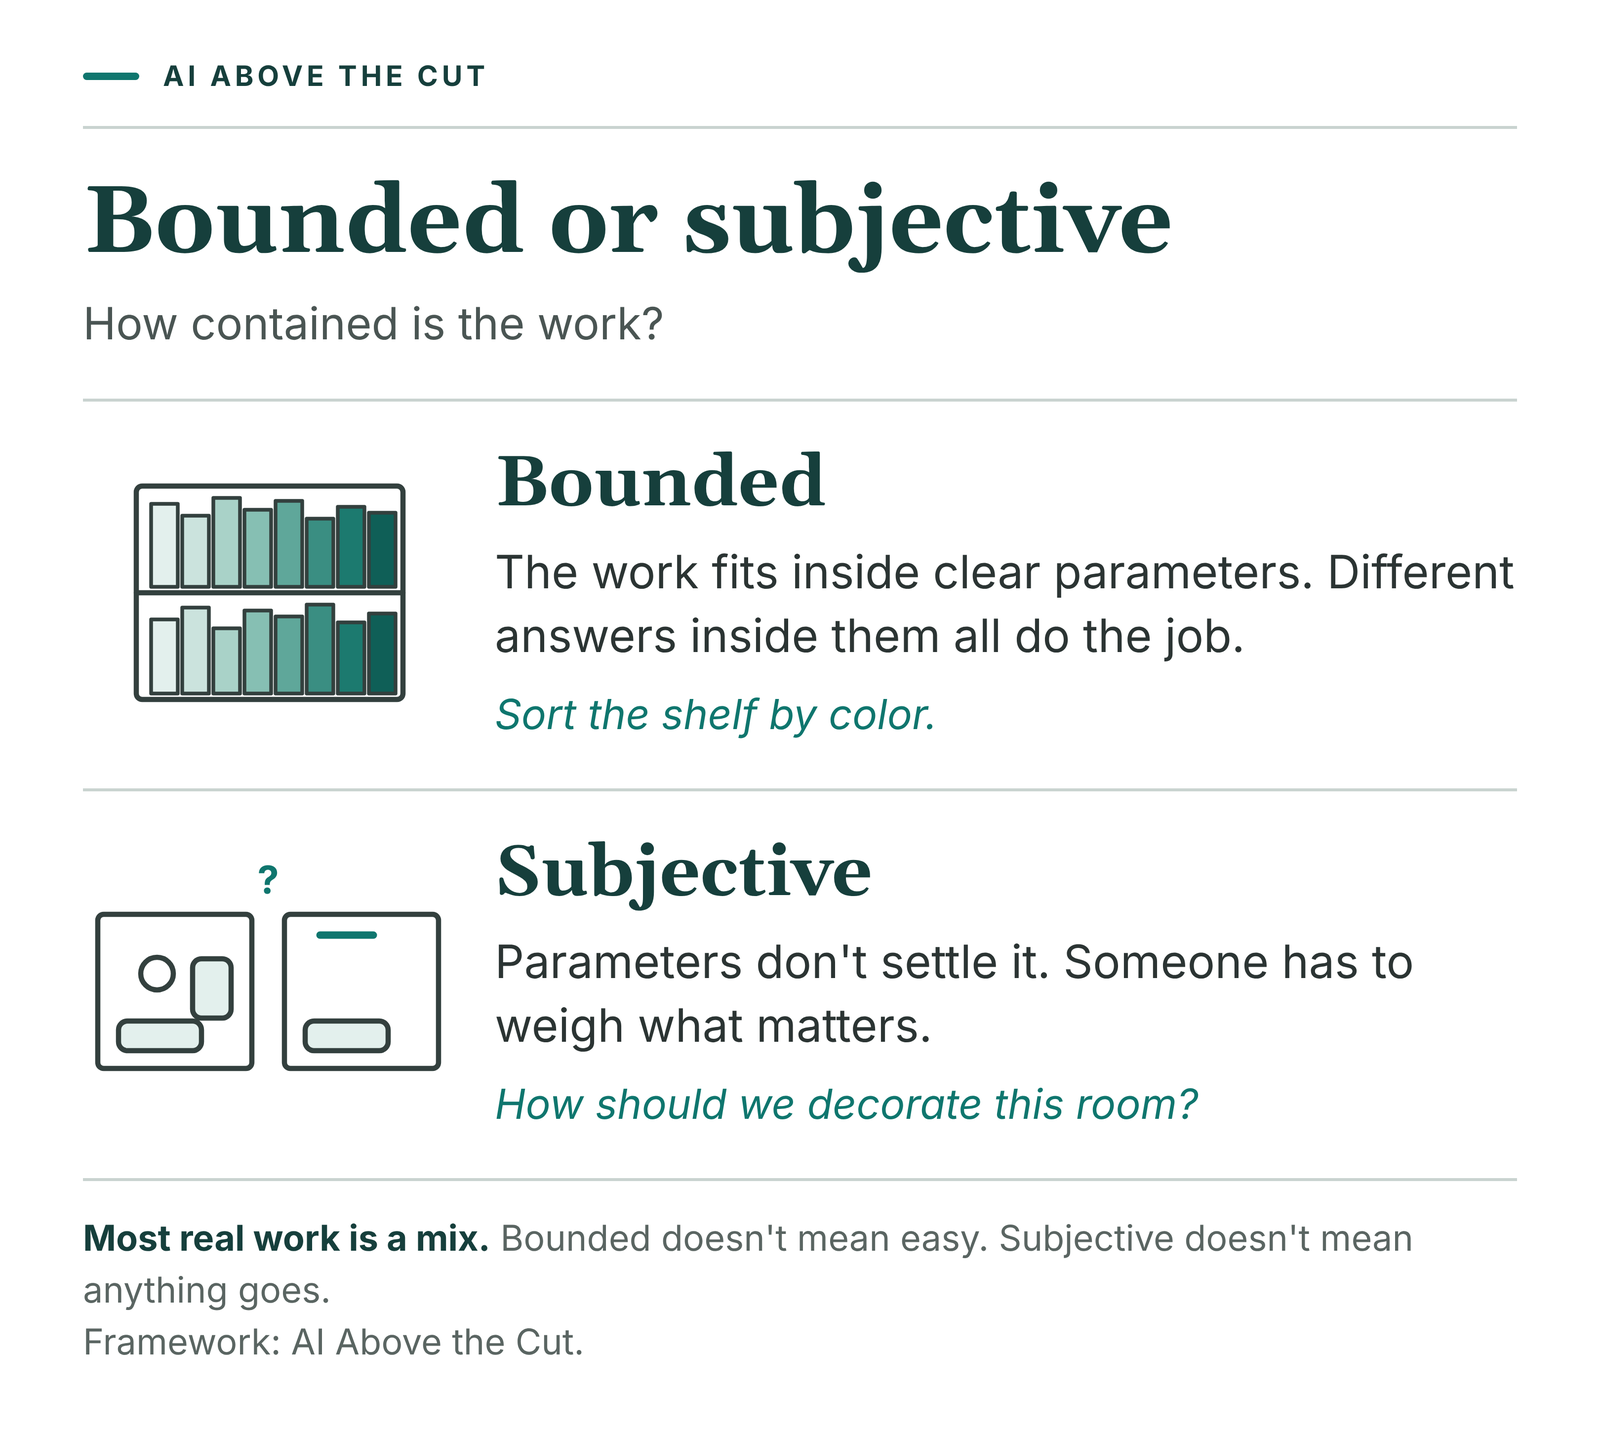 AI ABOVE THE CUT
Bounded or subjective
How contained is the work?
Bounded
The work fits inside clear parameters. Different
answers inside them all do the job.
Sort the shelf by color.
?
Subjective
Parameters don't settle it. Someone has to
weigh what matters.
How should we decorate this room?
Most real work is a mix. Bounded doesn't mean easy. Subjective doesn't mean
anything goes.
Framework: AI Above the Cut.